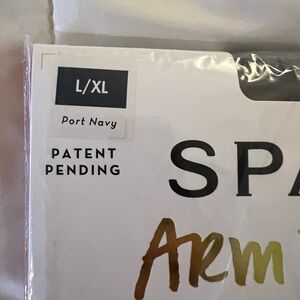 L/XL
Port Navy
PATENT
PENDING
SPA
Arm